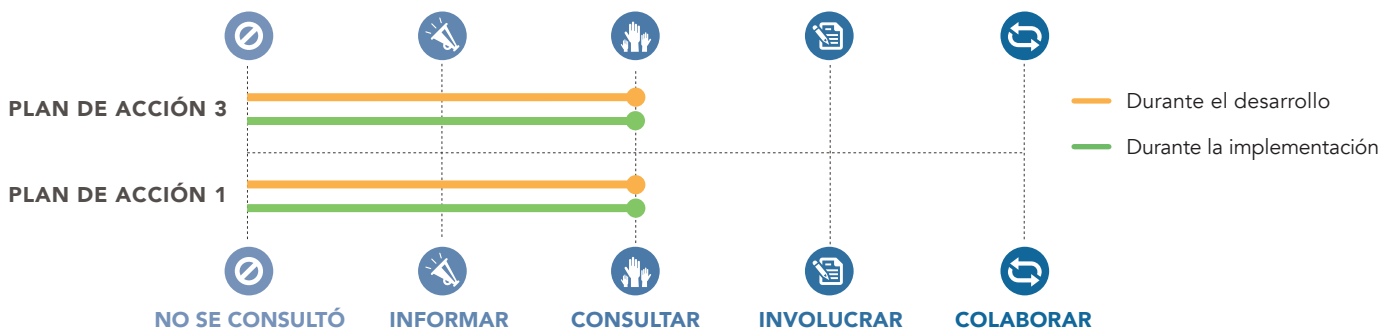 PLAN DE ACCIÓN 3
Durante el desarrollo
Durante la implementación
PLAN DE ACCIÓN 1
NO SE CONSULTÓ
INFORMAR
CONSULTAR
INVOLUCRAR
COLABORAR